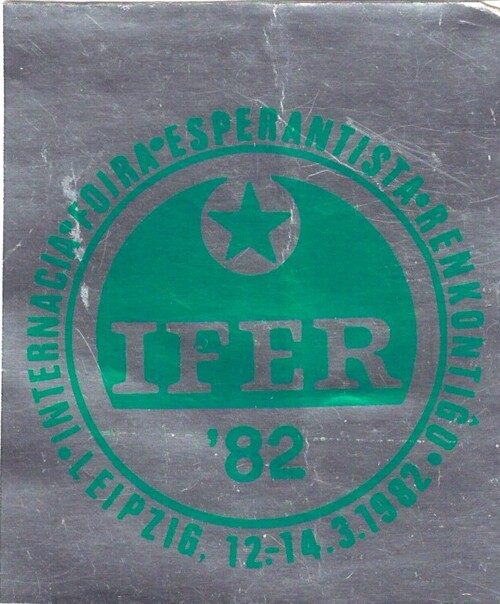 INTERNACIA•FOIRA•ESPERANTISTA•RENKONTIĜO•
LEIPZIG, 12.-14.3.1982•
IFER
'82